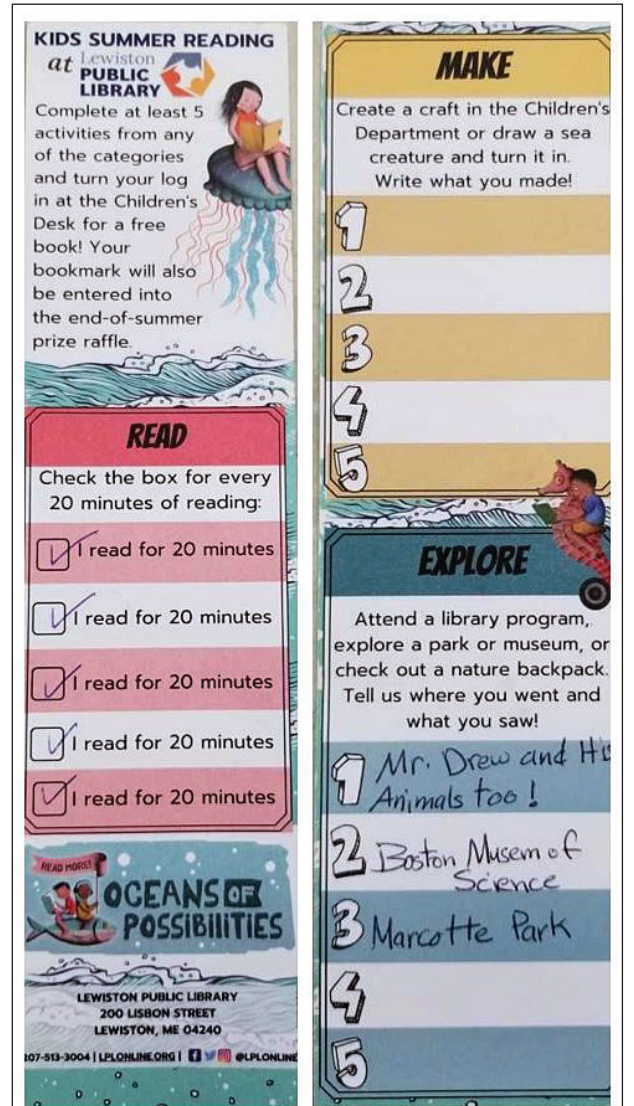 KIDS SUMMER READING
at Lewiston
PUBLIC
LIBRARY
Complete at least 5
activities from any
of the categories
and turn your log
in at the Children's
Desk for a free
book! Your
bookmark will also
be entered into
the end-of-summer
prize raffle.
READ
Check the box for every
20 minutes of reading:
I read for 20 minutes
I read for 20 minutes
I read for 20 minutes
I read for 20 minutes
I read for 20 minutes
READ MORE!
OCEANS OF
POSSIBILITIES
LEWISTON PUBLIC LIBRARY
200 LISBON STREET
LEWISTON, ME 04240
207-513-3004 | LPLONLINE.ORG | @LPLONLINE
MAKE
Create a craft in the Children's
Department or draw a sea
creature and turn it in.
Write what you made!
1
2
3
4
5
EXPLORE
Attend a library program,
explore a park or museum, or
check out a nature backpack.
Tell us where you went and
what you saw!
1 Mr. Drew and His
Animals too!
2 Boston Musem of
Science
3 Marcotte Park
4
5